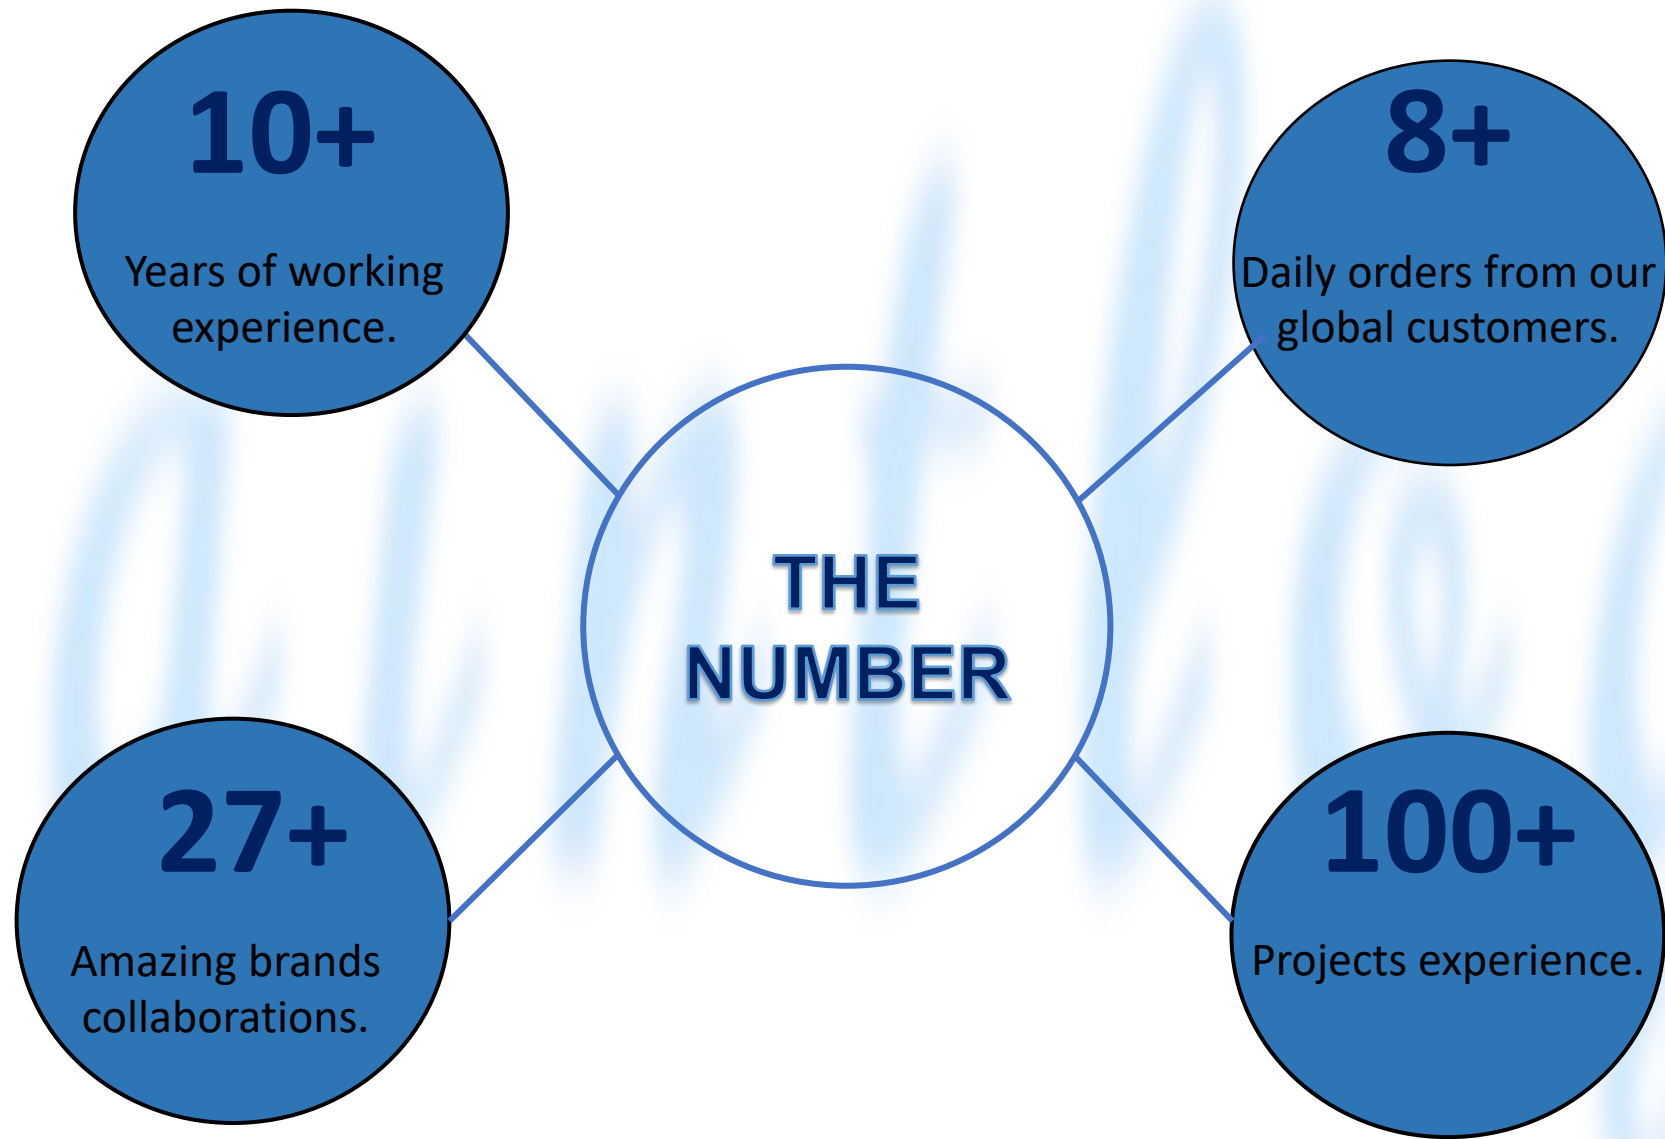 10+
Years of working
experience.
8+
Daily orders from our
global customers.
THE
NUMBER
27+
Amazing brands
collaborations.
100+
Projects experience.